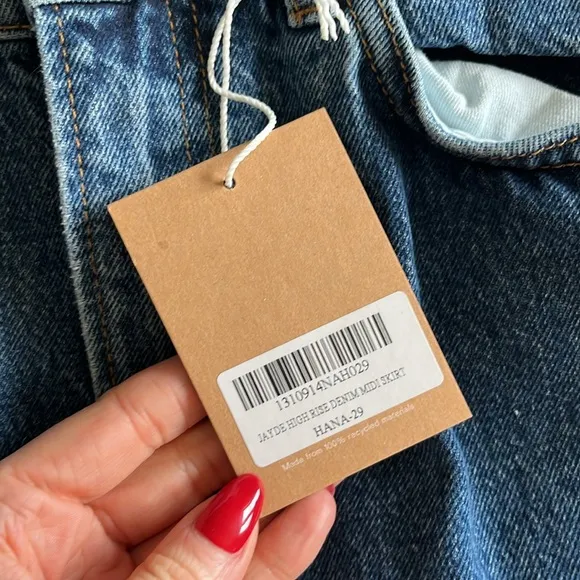 1310914NAH029
JAYDE HIGH RISE DENIM MIDI SKIRT
HANA-29
Made from 100% recycled materials